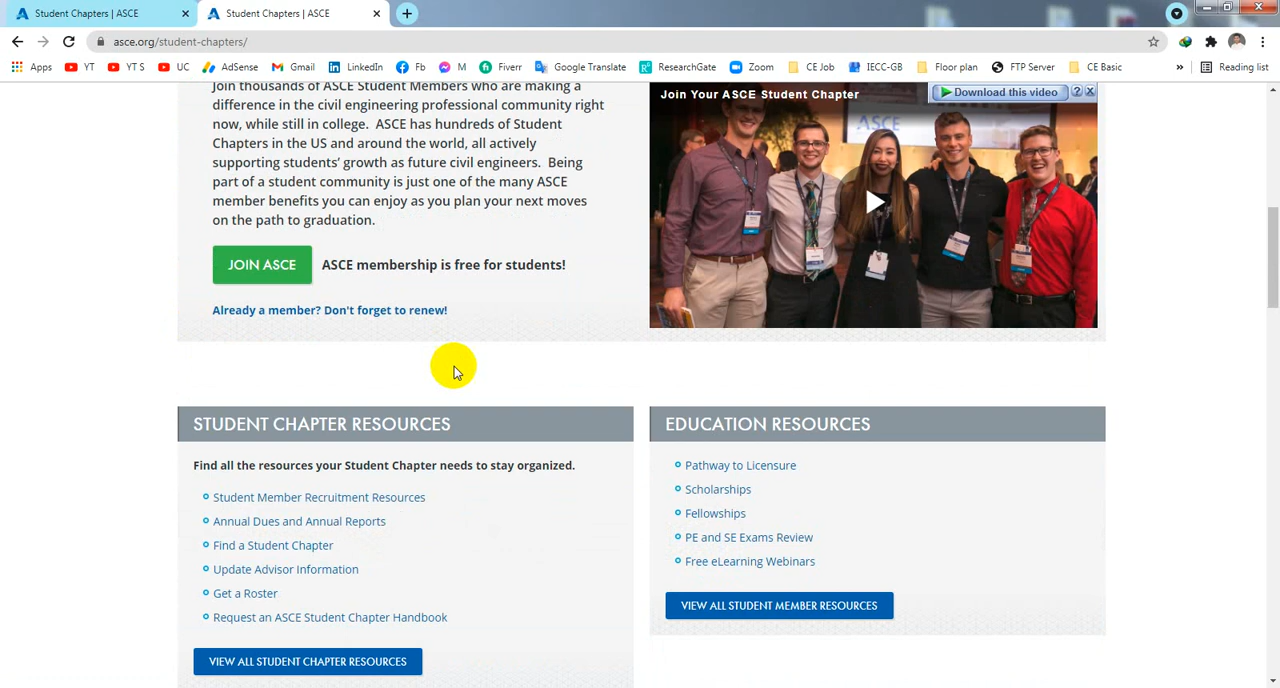 Student Chapters | ASCE
Student Chapters | ASCE
asce.org/student-chapters/
Apps YT YT S UC AdSense Gmail LinkedIn Fb M Fiverr Google Translate ResearchGate Zoom CE Job IECC-GB Floor plan FTP Server CE Basic » Reading list
Join thousands of ASCE Student Members who are making a
difference in the civil engineering professional community right
now, while still in college. ASCE has hundreds of Student
Chapters in the US and around the world, all actively
supporting students' growth as future civil engineers. Being
part of a student community is just one of the many ASCE
member benefits you can enjoy as you plan your next moves
on the path to graduation.
JOIN ASCE ASCE membership is free for students!
Already a member? Don't forget to renew!
Join Your ASCE Student Chapter
Download this video ? X
ASCE
STUDENT CHAPTER RESOURCES
Find all the resources your Student Chapter needs to stay organized.
Student Member Recruitment Resources
Annual Dues and Annual Reports
Find a Student Chapter
Update Advisor Information
Get a Roster
Request an ASCE Student Chapter Handbook
VIEW ALL STUDENT CHAPTER RESOURCES
EDUCATION RESOURCES
Pathway to Licensure
Scholarships
Fellowships
PE and SE Exams Review
Free eLearning Webinars
VIEW ALL STUDENT MEMBER RESOURCES